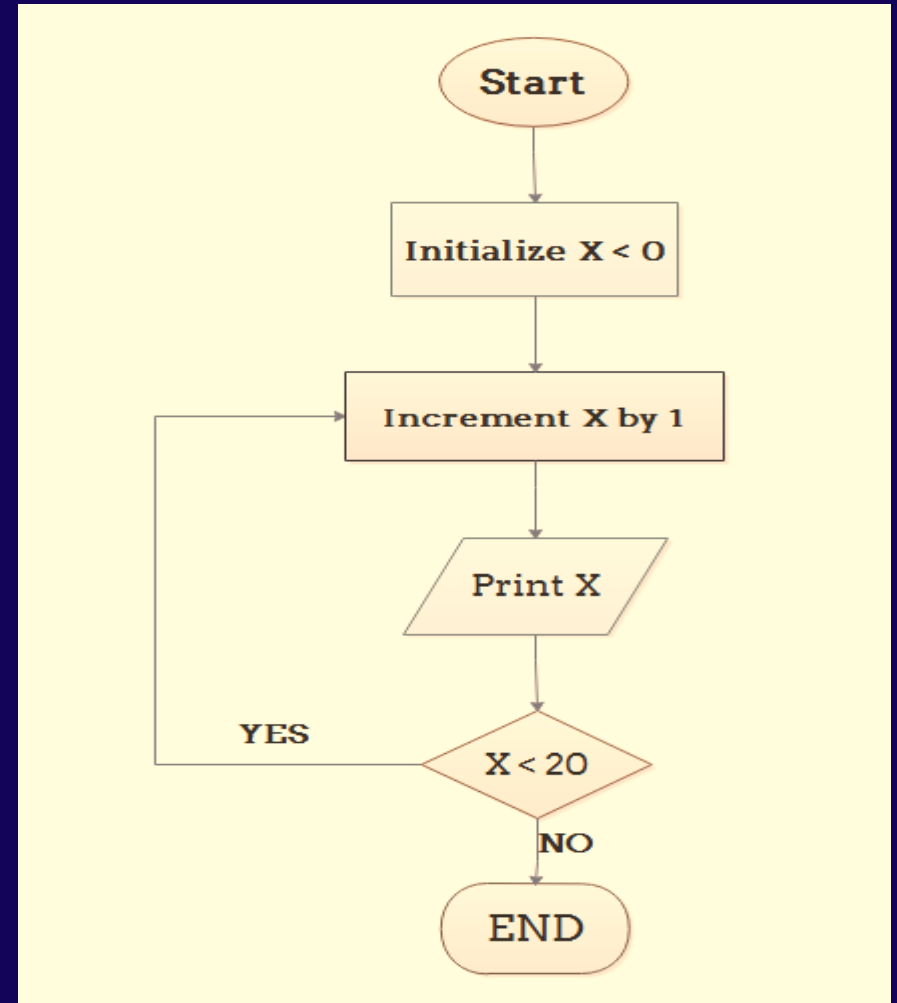 Start
Initialize X < 0
Increment X by 1
Print X
YES
X < 20
NO
END